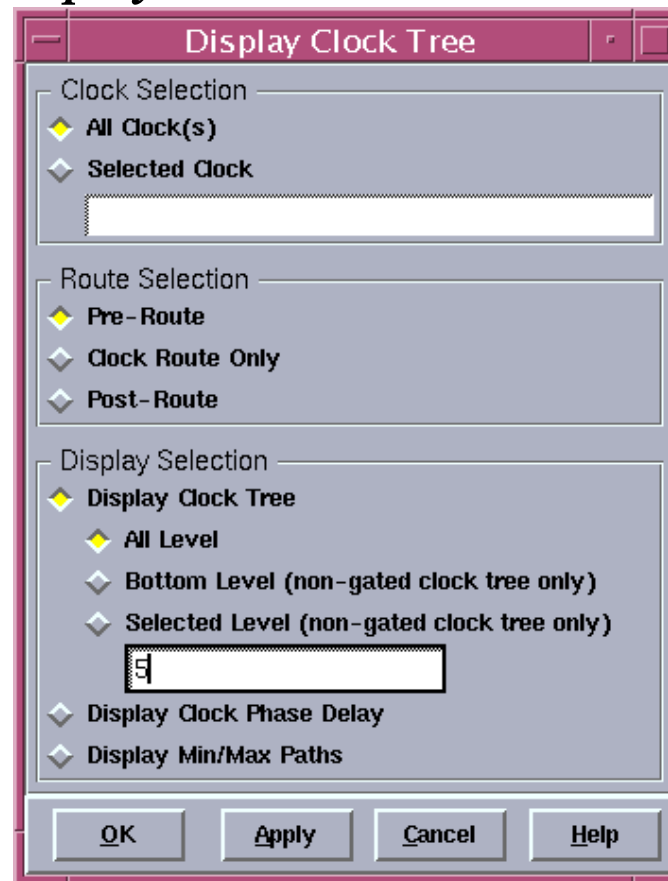 Display Clock Tree
Clock Selection
All Clock(s)
Selected Clock
Route Selection
Pre-Route
Clock Route Only
Post-Route
Display Selection
Display Clock Tree
All Level
Bottom Level (non-gated clock tree only)
Selected Level (non-gated clock tree only)
5
Display Clock Phase Delay
Display Min/Max Paths
OK Apply Cancel Help